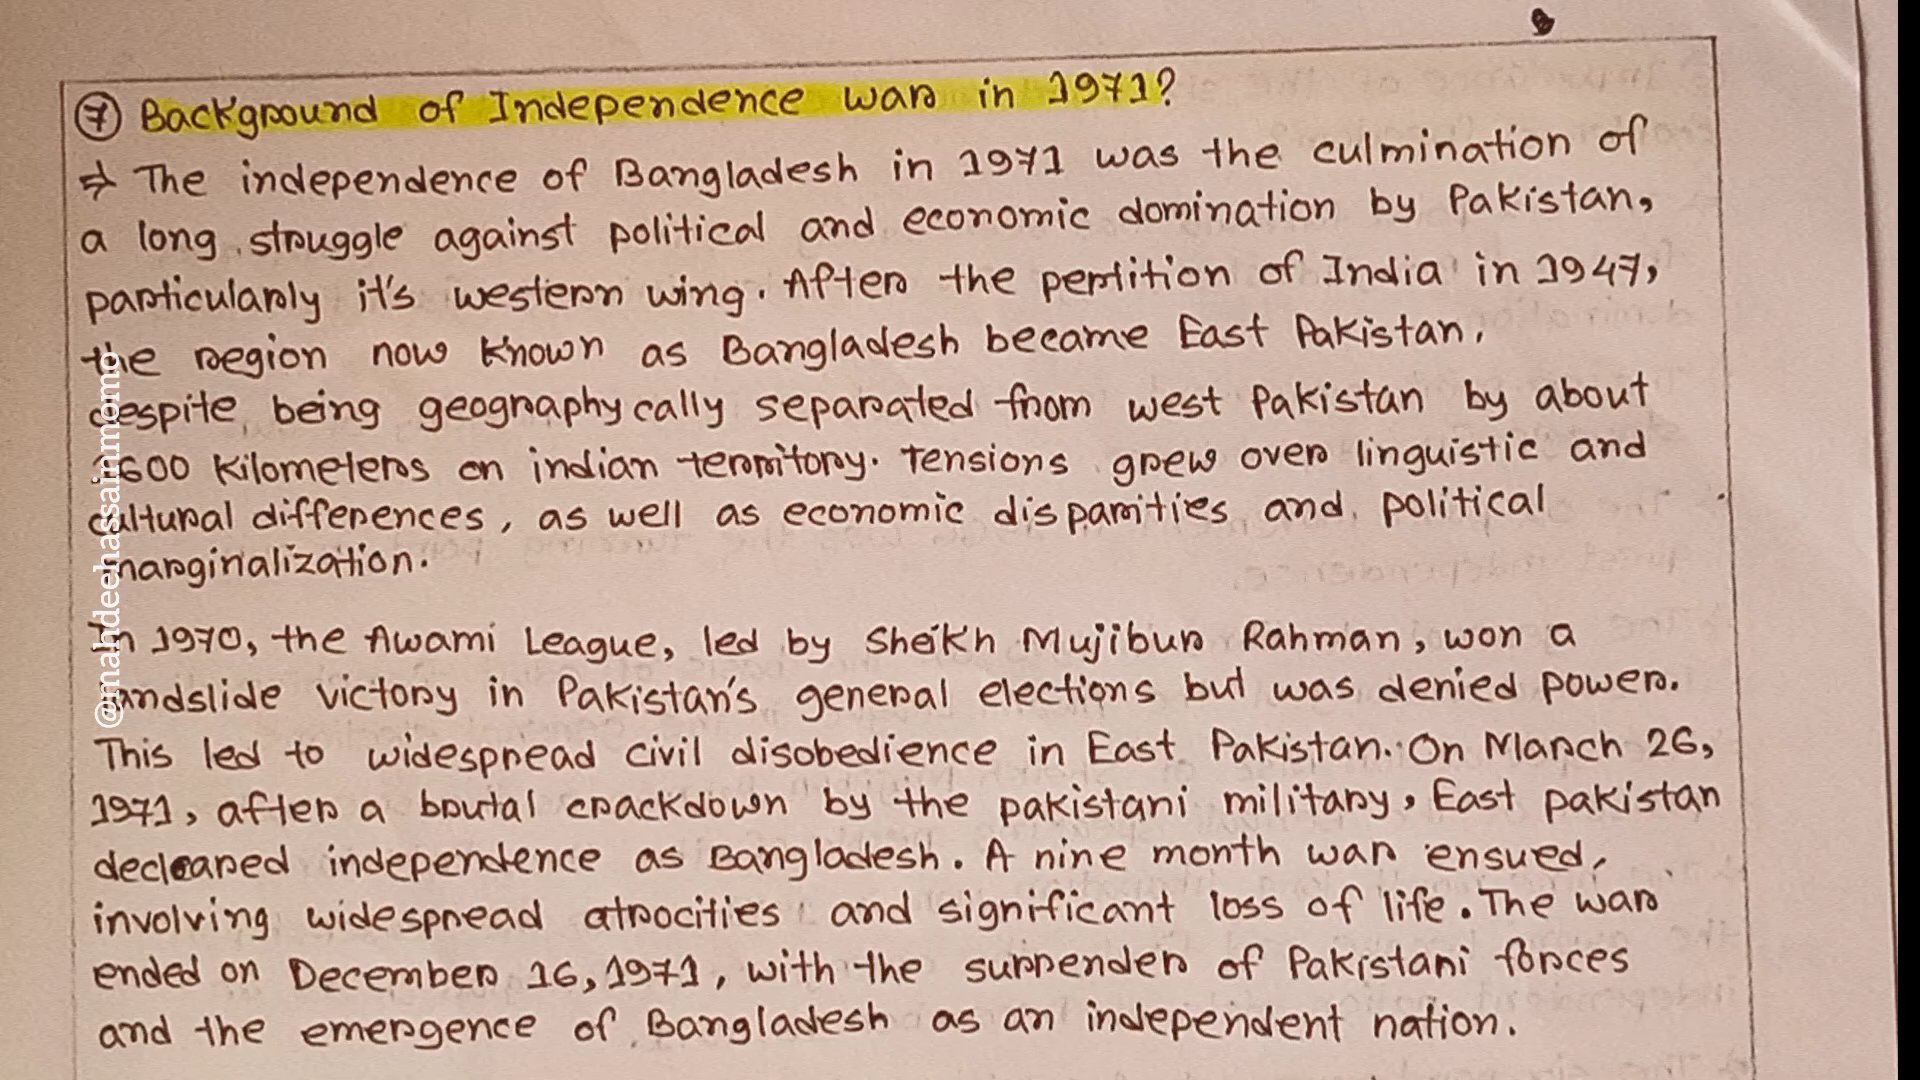 ⑦ Background of Independence war in 1971?
⇒ The independence of Bangladesh in 1971 was the culmination of
a long struggle against political and economic domination by Pakistan,
particularly it's western wing. After the pertition of India in 1947,
the region now known as Bangladesh became East Pakistan.
despite being geographycally separated from west Pakistan by about
1600 kilometers on indian territory. Tensions grew over linguistic and
cultural differences, as well as economic disparities and political
marginalization.
In 1970, the Awami League, led by Sheikh Mujibur Rahman, won a
landslide victory in Pakistan's general elections but was denied power.
This led to widespread civil disobedience in East Pakistan. On March 26,
1971, after a brutal crackdown by the pakistani military, East pakistan
decleared independence as Bangladesh. A nine month war ensued,
involving widespread atrocities and significant loss of life. The war
ended on December 16, 1971, with the surrender of Pakistani forces
and the emergence of Bangladesh as an independent nation.
@mahdeehassainmomo